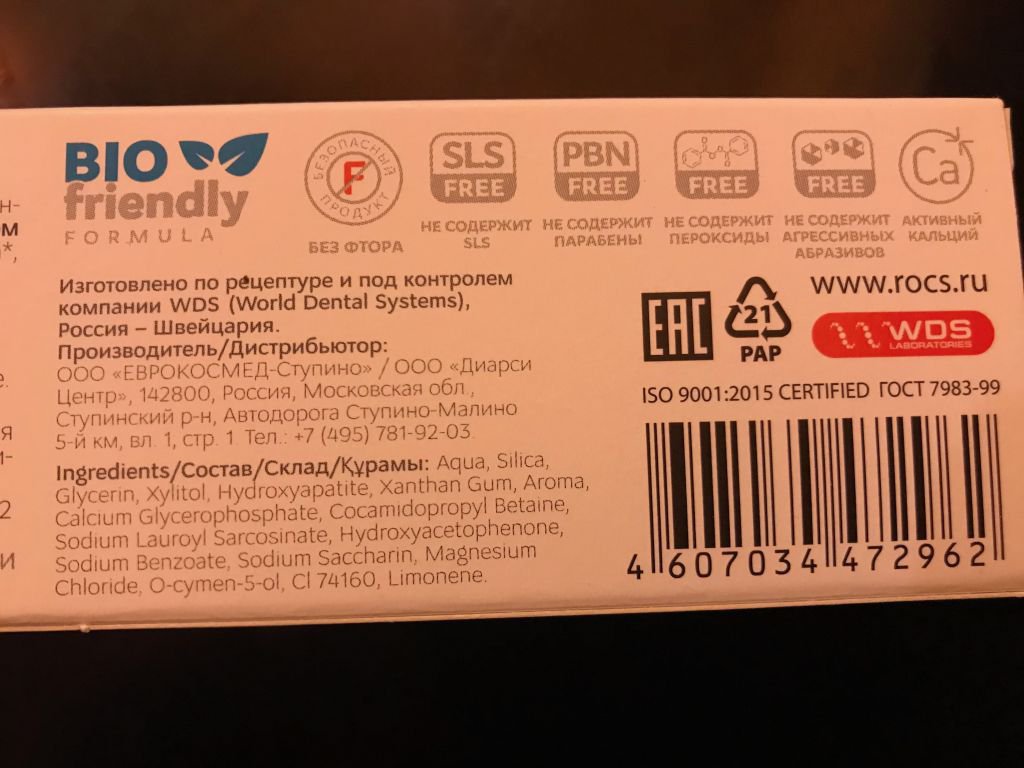 BIO
friendly
FORMULA
БЕЗОПАСНЫЙ
F
ПРОДУКТ
БЕЗ ФТОРА
SLS
FREE
НЕ СОДЕРЖИТ
SLS
PBN
FREE
НЕ СОДЕРЖИТ
ПАРАБЕНЫ
FREE
НЕ СОДЕРЖИТ
ПЕРОКСИДЫ
FREE
НЕ СОДЕРЖИТ
АГРЕССИВНЫХ
АБРАЗИВОВ
Ca
АКТИВНЫЙ
КАЛЬЦИЙ
Изготовлено по рецептуре и под контролем
компании WDS (World Dental Systems),
Россия – Швейцария.
Производитель/Дистрибьютор:
ООО «ЕВРОКОСМЕД-Ступино» / ООО «Диарси
Центр», 142800, Россия, Московская обл.,
Ступинский р-н, Автодорога Ступино-Малино
5-й км, вл. 1, стр. 1 Тел.: +7 (495) 781-92-03.
Ingredients/Состав/Склад/Құрамы: Aqua, Silica,
Glycerin, Xylitol, Hydroxyapatite, Xanthan Gum, Aroma,
Calcium Glycerophosphate, Cocamidopropyl Betaine,
Sodium Lauroyl Sarcosinate, Hydroxyacetophenone,
Sodium Benzoate, Sodium Saccharin, Magnesium
Chloride, O-cymen-5-ol, CI 74160, Limonene.
www.rocs.ru
EAC
21
PAP
WDS
LABORATORIES
ISO 9001:2015 CERTIFIED ГОСТ 7983-99
4 607034 472962